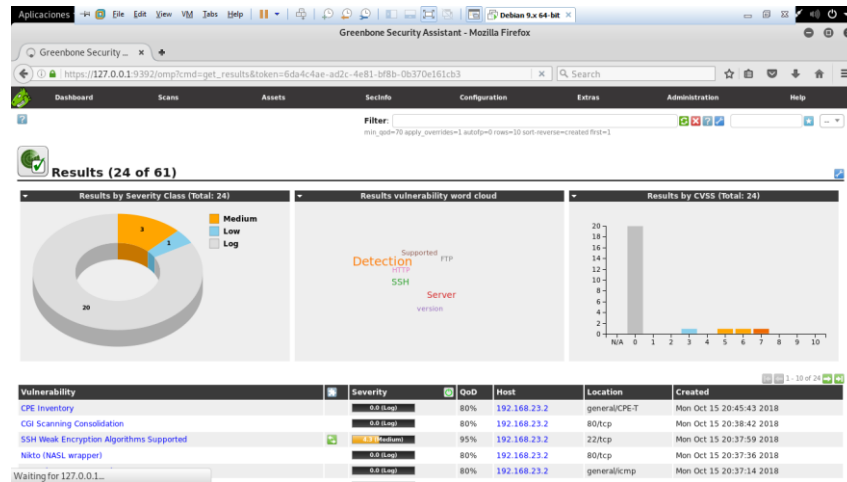 Aplicaciones File Edit View VM Tabs Help Debian 9.x 64-bit
Greenbone Security Assistant - Mozilla Firefox
Greenbone Security ...
https://127.0.0.1:9392/omp?cmd=get_results&token=6da4c4ae-ad2c-4e81-bf8b-0b370e161cb3 Search
Dashboard Scans Assets SecInfo Configuration Extras Administration Help
Filter:
min_qod=70 apply_overrides=1 autofp=0 rows=10 sort-reverse=created first=1
Results (24 of 61)
Results by Severity Class (Total: 24)
Medium
Low
Log
3
1
20
Results vulnerability word cloud
Supported
FTP
Detection
HTTP
SSH
Server
version
Results by CVSS (Total: 24)
20
18
16
14
12
10
8
6
4
2
0
N/A 0 1 2 3 4 5 6 7 8 9 10
1 - 10 of 24
Vulnerability Severity QoD Host Location Created
CPE Inventory 0.0 (Log) 80% 192.168.23.2 general/CPE-T Mon Oct 15 20:45:43 2018
CGI Scanning Consolidation 0.0 (Log) 80% 192.168.23.2 80/tcp Mon Oct 15 20:38:42 2018
SSH Weak Encryption Algorithms Supported (Medium) 95% 192.168.23.2 22/tcp Mon Oct 15 20:37:59 2018
Nikto (NASL wrapper) 0.0 (Log) 80% 192.168.23.2 80/tcp Mon Oct 15 20:37:36 2018
0.0 (Log) 80% 192.168.23.2 general/icmp Mon Oct 15 20:37:14 2018
Waiting for 127.0.0.1...